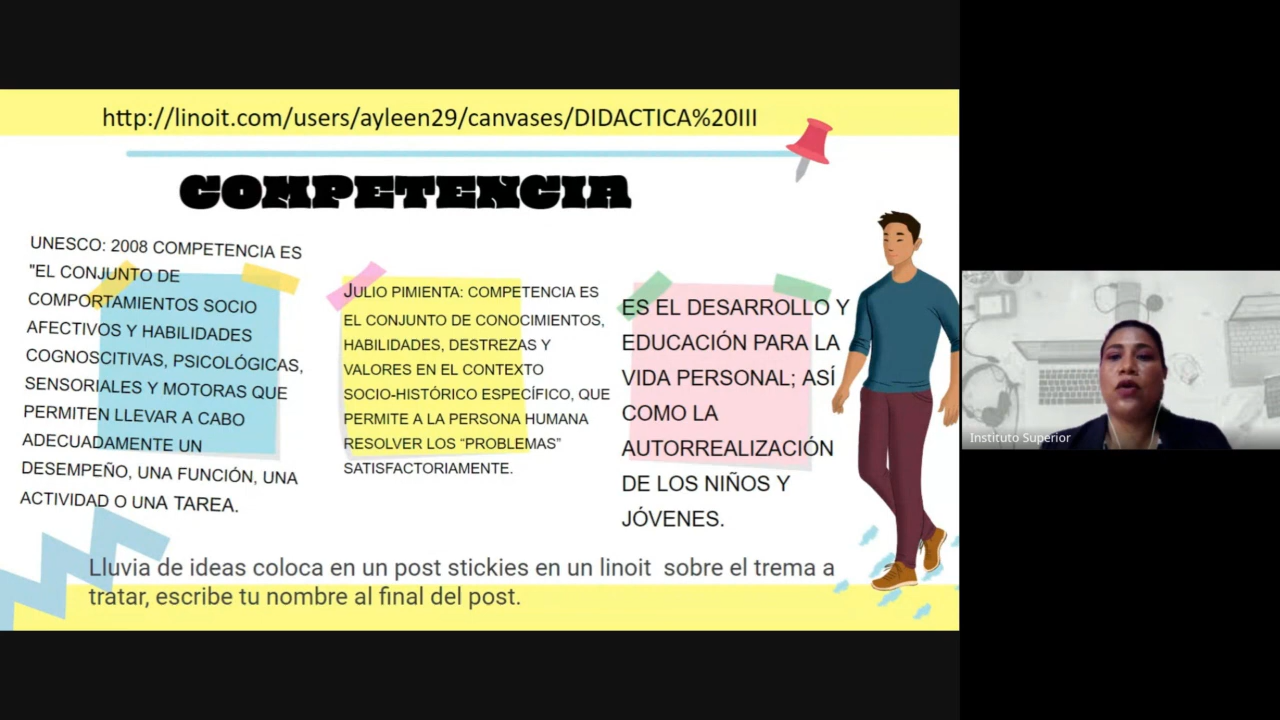 http://linoit.com/users/ayleen29/canvases/DIDACTICA%20III
COMPETENCIA
UNESCO: 2008 COMPETENCIA ES
"EL CONJUNTO DE
COMPORTAMIENTOS SOCIO
AFECTIVOS Y HABILIDADES
COGNOSCITIVAS, PSICOLÓGICAS,
SENSORIALES Y MOTORAS QUE
PERMITEN LLEVAR A CABO
ADECUADAMENTE UN
DESEMPEÑO, UNA FUNCIÓN, UNA
ACTIVIDAD O UNA TAREA.
JULIO PIMIENTA: COMPETENCIA ES
EL CONJUNTO DE CONOCIMIENTOS,
HABILIDADES, DESTREZAS Y
VALORES EN EL CONTEXTO
SOCIO-HISTÓRICO ESPECÍFICO, QUE
PERMITE A LA PERSONA HUMANA
RESOLVER LOS “PROBLEMAS”
SATISFACTORIAMENTE.
ES EL DESARROLLO Y
EDUCACIÓN PARA LA
VIDA PERSONAL; ASÍ
COMO LA
AUTORREALIZACIÓN
DE LOS NIÑOS Y
JÓVENES.
Lluvia de ideas coloca en un post stickies en un linoit sobre el trema a
tratar, escribe tu nombre al final del post.
Instituto Superior